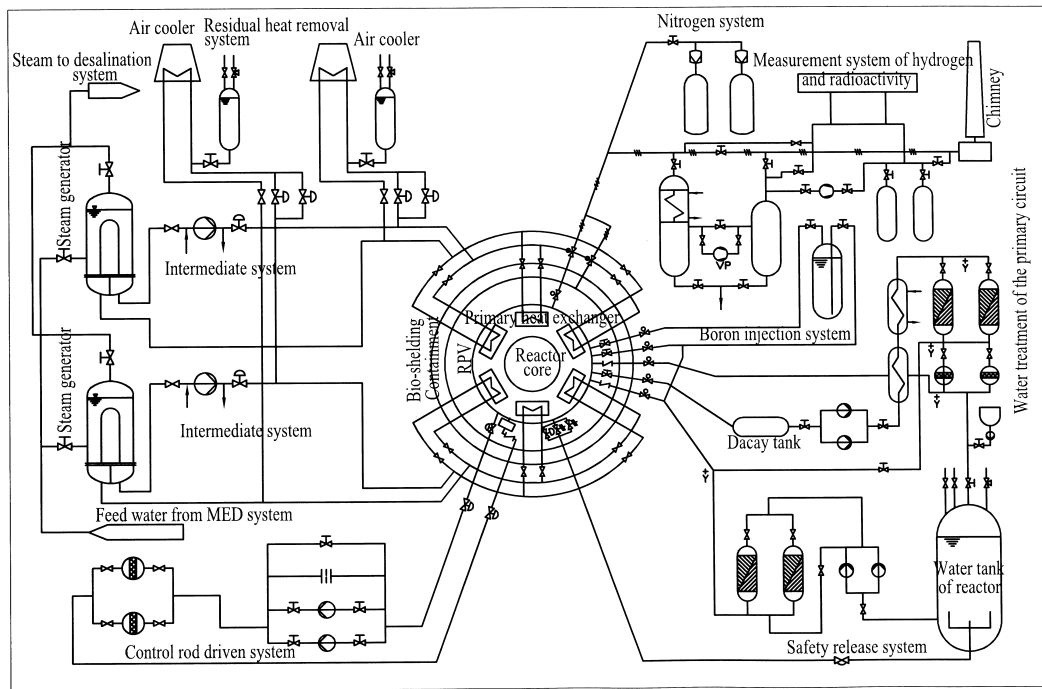 Nitrogen system
Air cooler
Residual heat removal
system
Air cooler
Steam to desalination
system
Measurement system of hydrogen
and radioactivity
Chimney
Steam generator
Intermediate system
VP
Primary heat exchanger
Boron injection system
Water treatment of the primary circuit
Bio-shelding
Containment
RPV
Reactor
core
Steam generator
Intermediate system
Dacay tank
Feed water from MED system
Water tank
of reactor
Control rod driven system
Safety release system